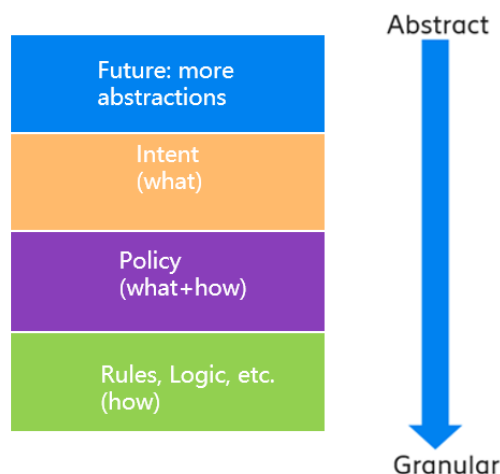 Abstract
Future: more
abstractions
Intent
(what)
Policy
(what+how)
Rules, Logic, etc.
(how)
Granular